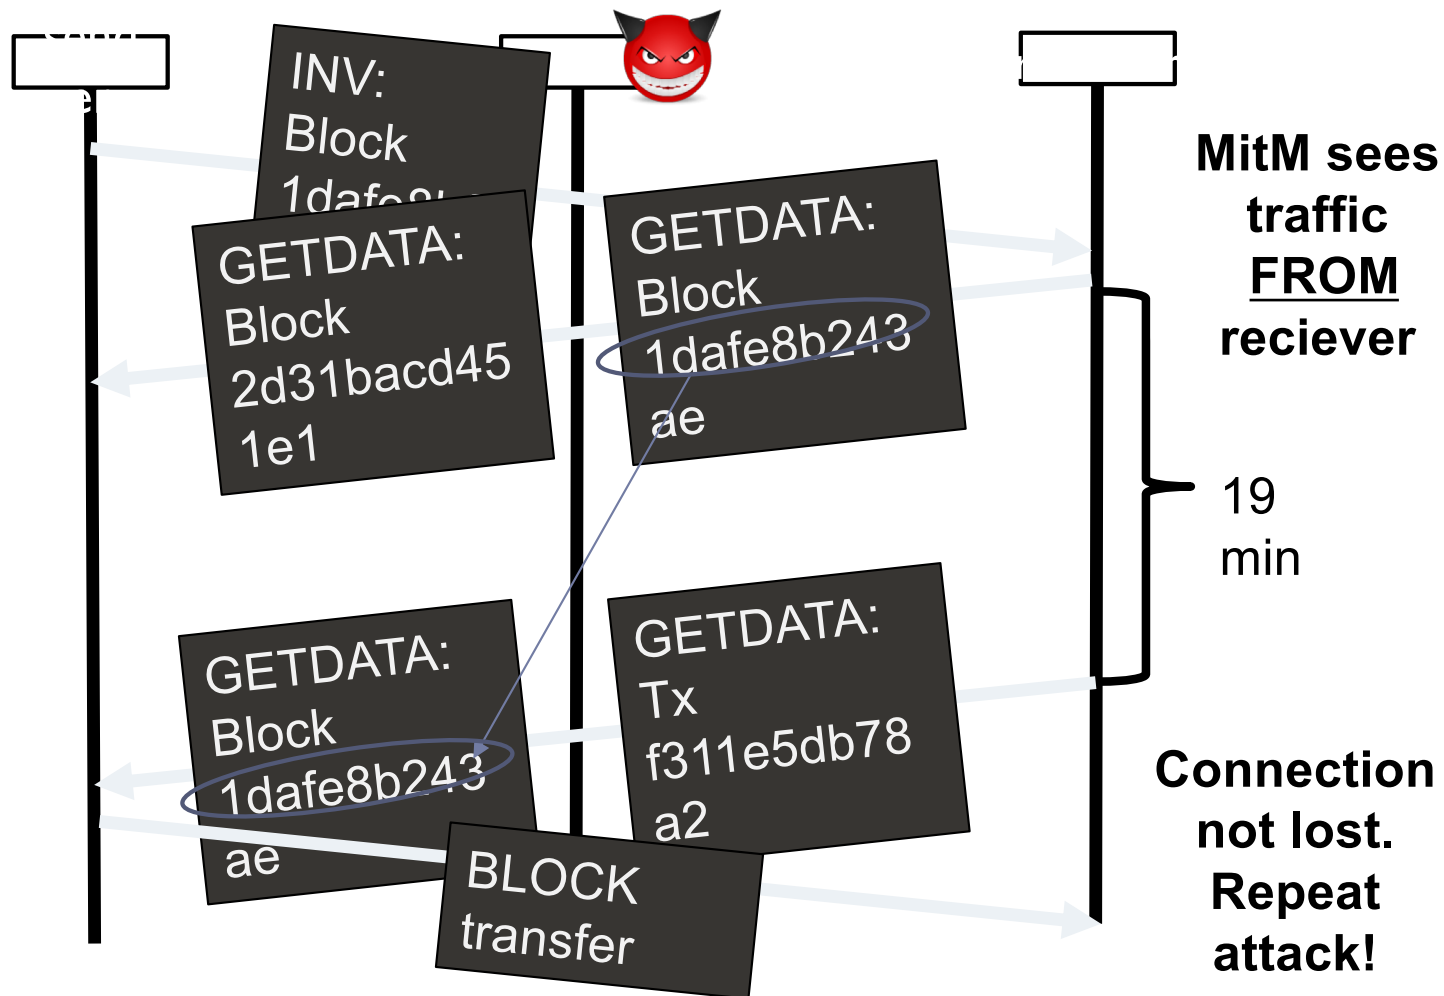 INV:
Block
GETDATA:
Block
2d31bacd45
1e1
GETDATA:
Block
1dafe8b243
ae
MitM sees
traffic
FROM
reciever
19
min
GETDATA:
Block
1dafe8b243
ae
GETDATA:
Tx
f311e5db78
a2
BLOCK
transfer
Connection
not lost.
Repeat
attack!